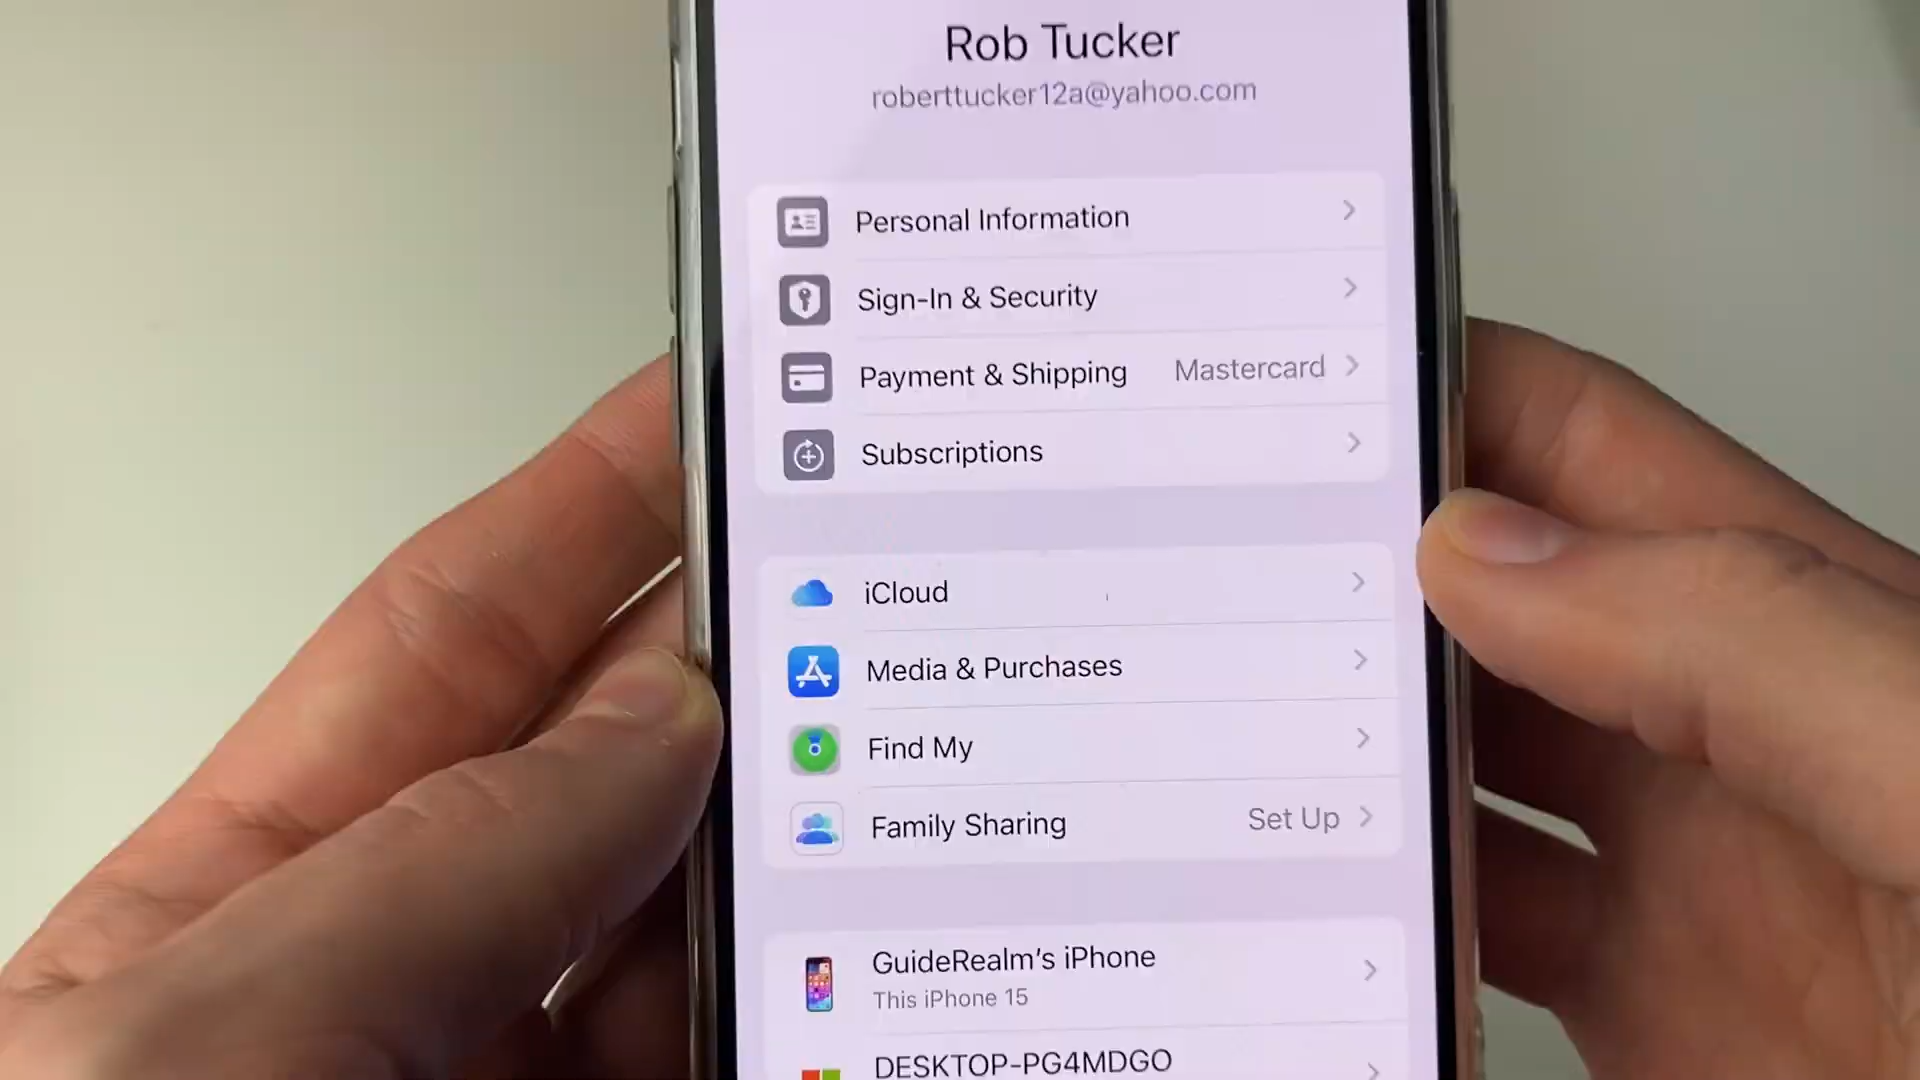 Rob Tucker
roberttucker12a@yahoo.com
Personal Information
Sign-In & Security
Payment & Shipping Mastercard
Subscriptions
iCloud
Media & Purchases
Find My
Family Sharing Set Up
GuideRealm's iPhone
This iPhone 15
DESKTOP-PG4MDGO